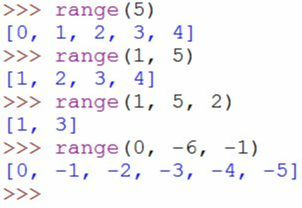 >>> range(5)
[0, 1, 2, 3, 4]
>>> range(1, 5)
[1, 2, 3, 4]
>>> range(1, 5, 2)
[1, 3]
>>> range(0, -6, -1)
[0, -1, -2, -3, -4, -5]
>>>